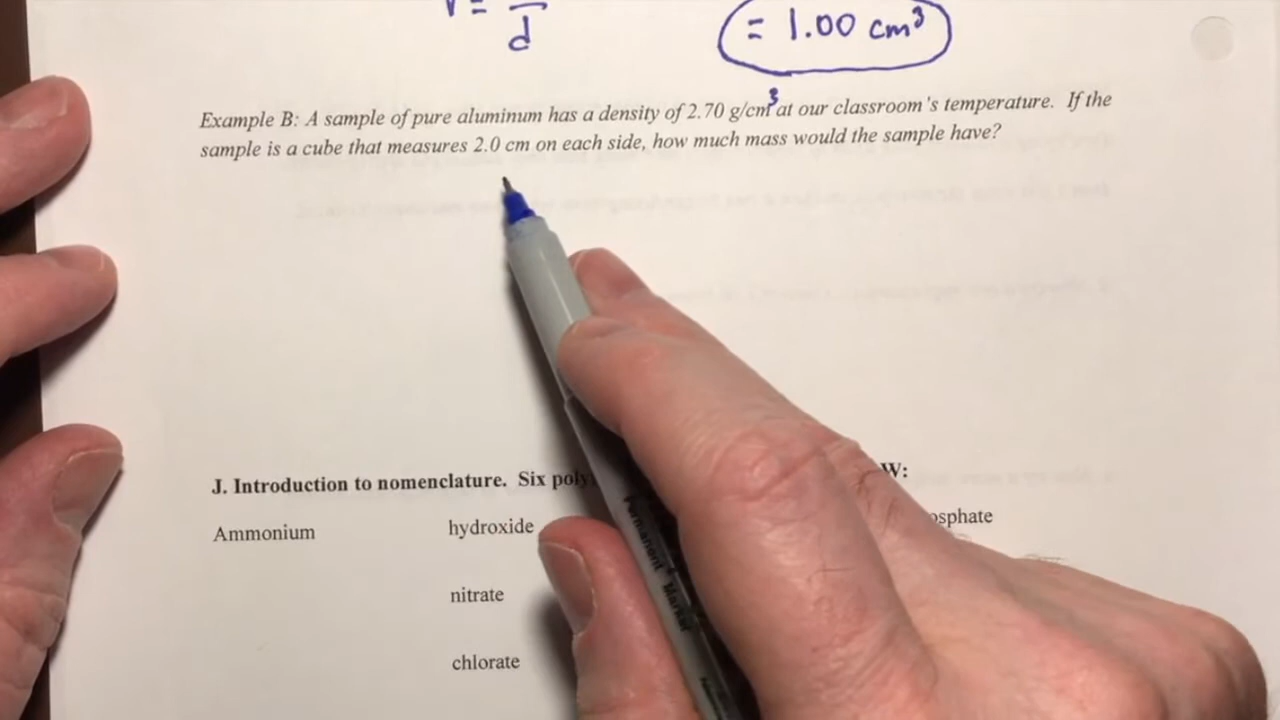 V = — d
= 1.00 cm³
Example B: A sample of pure aluminum has a density of 2.70 g/cm³ at our classroom's temperature. If the
sample is a cube that measures 2.0 cm on each side, how much mass would the sample have?
J. Introduction to nomenclature. Six W:
Ammonium hydroxide
nitrate
chlorate
Permanent Marker